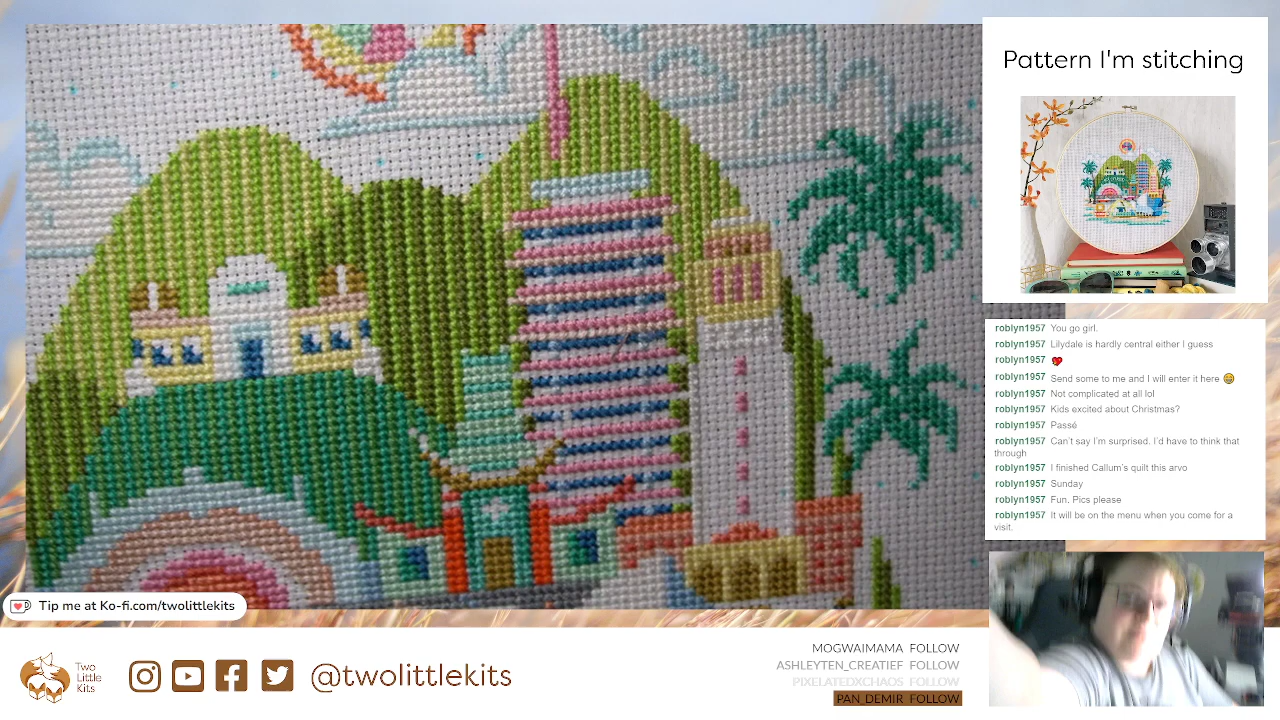 Pattern I'm stitching
roblyn1957 You go girl.
roblyn1957 Lilydale is hardly central either I guess
roblyn1957
roblyn1957 Send some to me and I will enter it here
roblyn1957 Not complicated at all lol
roblyn1957 Kids excited about Christmas?
roblyn1957 Passé
roblyn1957 Can't say I'm surprised. I'd have to think that
through
roblyn1957 I finished Callum's quilt this arvo
roblyn1957 Sunday
roblyn1957 Fun. Pics please
roblyn1957 It will be on the menu when you come for a
visit.
Tip me at Ko-fi.com/twolittlekits
Two
Little
Kits
@twolittlekits
MOGWAIMAMA FOLLOW
ASHLEYTEN_CREATIEF FOLLOW
PIXELATEDXCHAOS FOLLOW
PAN_DEMIR FOLLOW